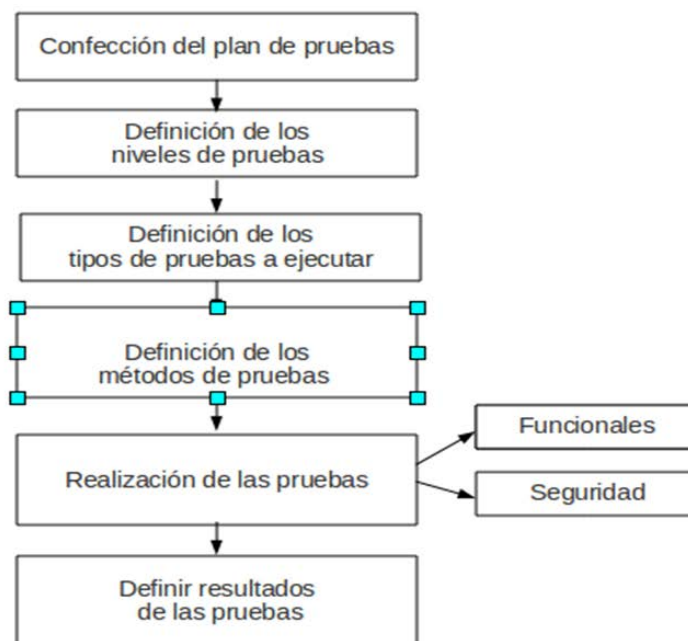 Confección del plan de pruebas
Definición de los
niveles de pruebas
Definición de los
tipos de pruebas a ejecutar
Definición de los
métodos de pruebas
Realización de las pruebas
Funcionales
Seguridad
Definir resultados
de las pruebas